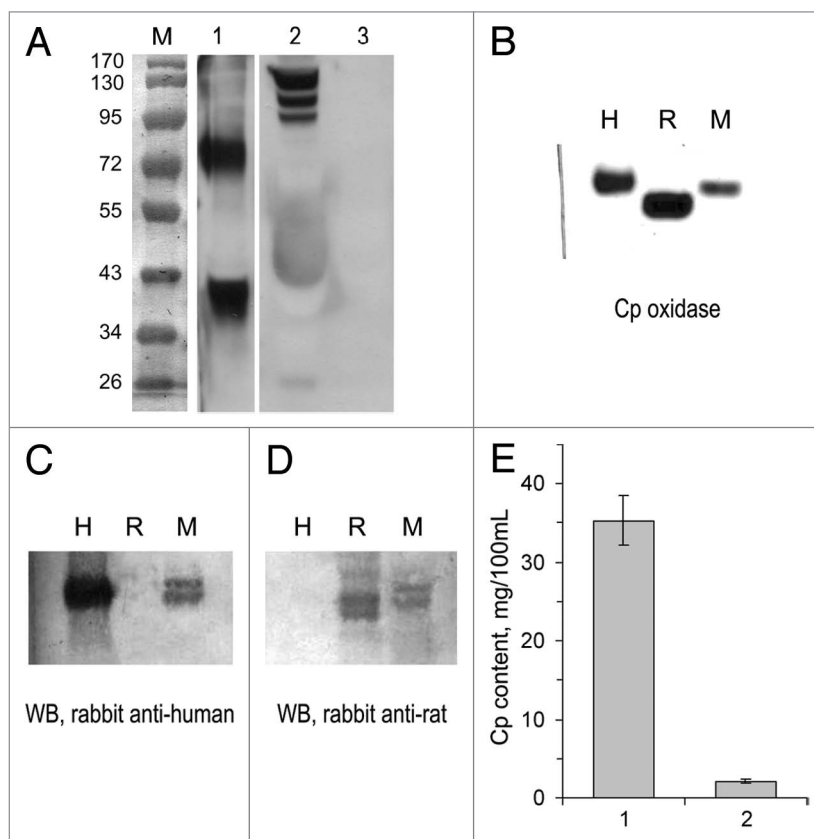 A
M 1 2 3
170
130
95
72
55
43
34
26
B
H R M
Cp oxidase
C
H R M
WB, rabbit anti-human
D
H R M
WB, rabbit anti-rat
E
Cp content, mg/100mL
40
30
20
10
0
1 2